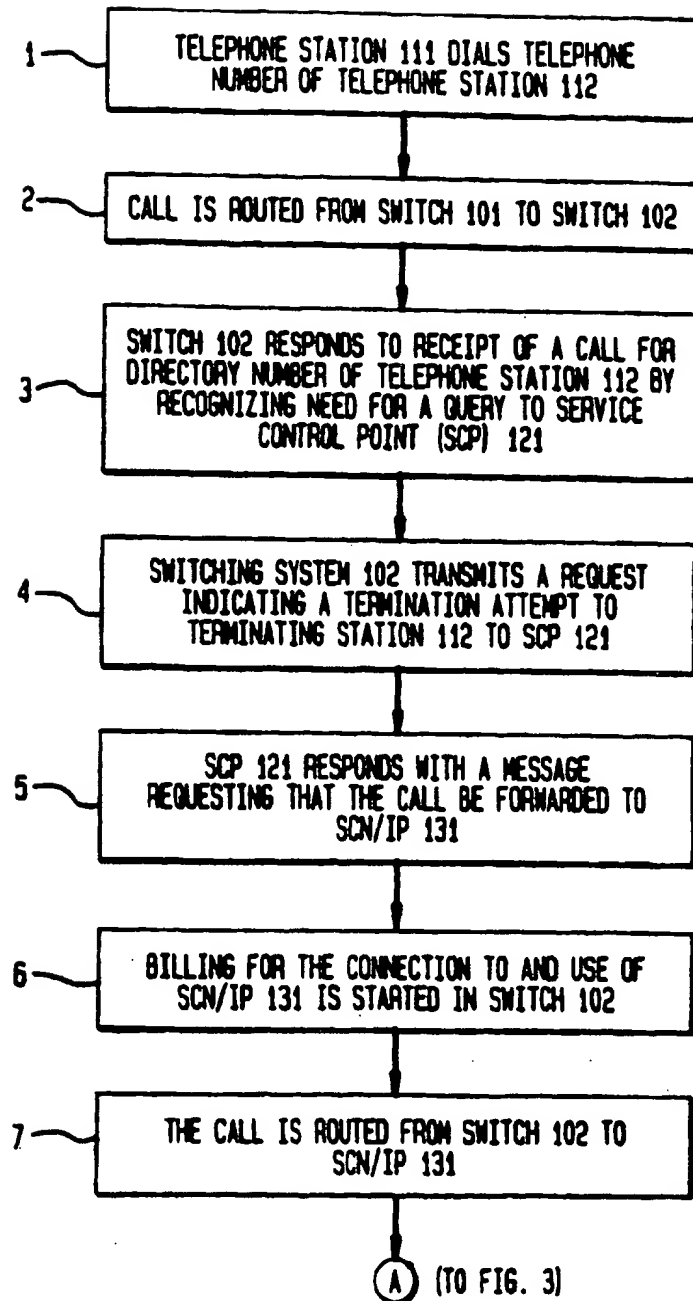 1
TELEPHONE STATION 111 DIALS TELEPHONE
NUMBER OF TELEPHONE STATION 112
2
CALL IS ROUTED FROM SWITCH 101 TO SWITCH 102
3
SWITCH 102 RESPONDS TO RECEIPT OF A CALL FOR
DIRECTORY NUMBER OF TELEPHONE STATION 112 BY
RECOGNIZING NEED FOR A QUERY TO SERVICE
CONTROL POINT (SCP) 121
4
SWITCHING SYSTEM 102 TRANSMITS A REQUEST
INDICATING A TERMINATION ATTEMPT TO
TERMINATING STATION 112 TO SCP 121
5
SCP 121 RESPONDS WITH A MESSAGE
REQUESTING THAT THE CALL BE FORWARDED TO
SCN/IP 131
6
BILLING FOR THE CONNECTION TO AND USE OF
SCN/IP 131 IS STARTED IN SWITCH 102
7
THE CALL IS ROUTED FROM SWITCH 102 TO
SCN/IP 131
A (TO FIG. 3)